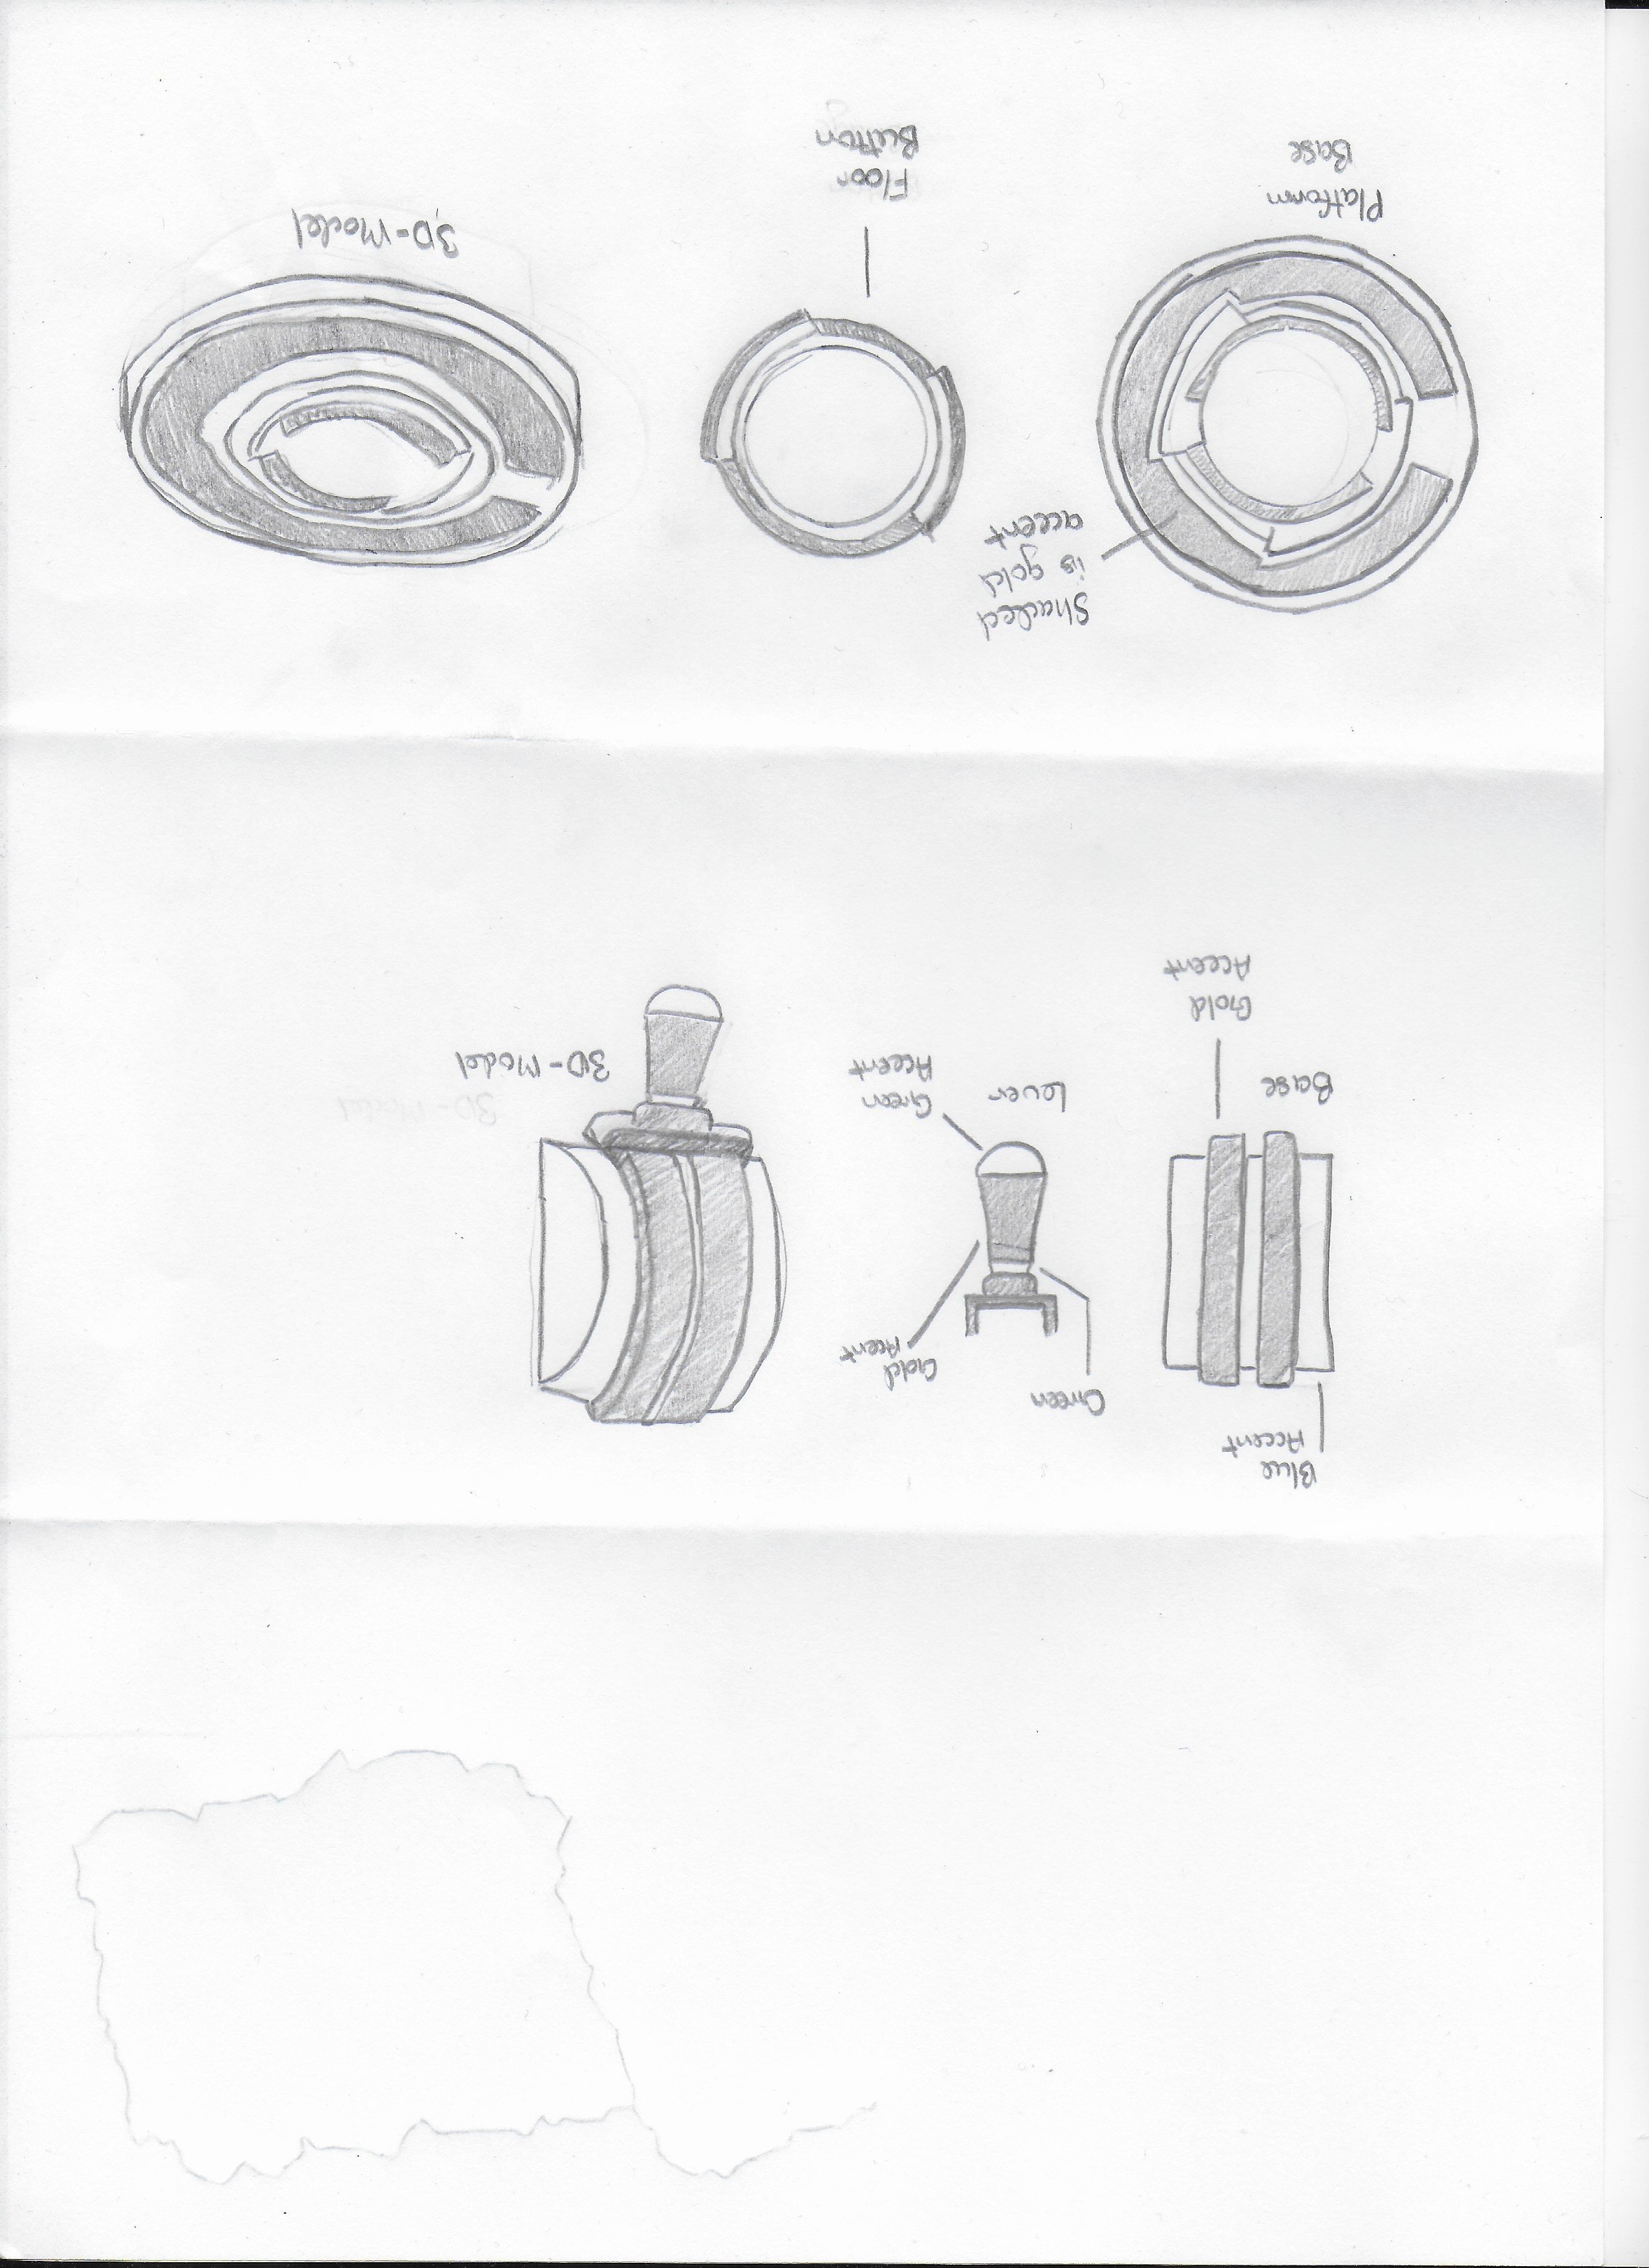 Blue
Accent
Base
Gold
Accent
Green
Gold
Accent
Lever
Green
Accent
3D-Model
3D-Model
Shaded
is gold
accent
Platform
Base
Floor
Button
3D-Model